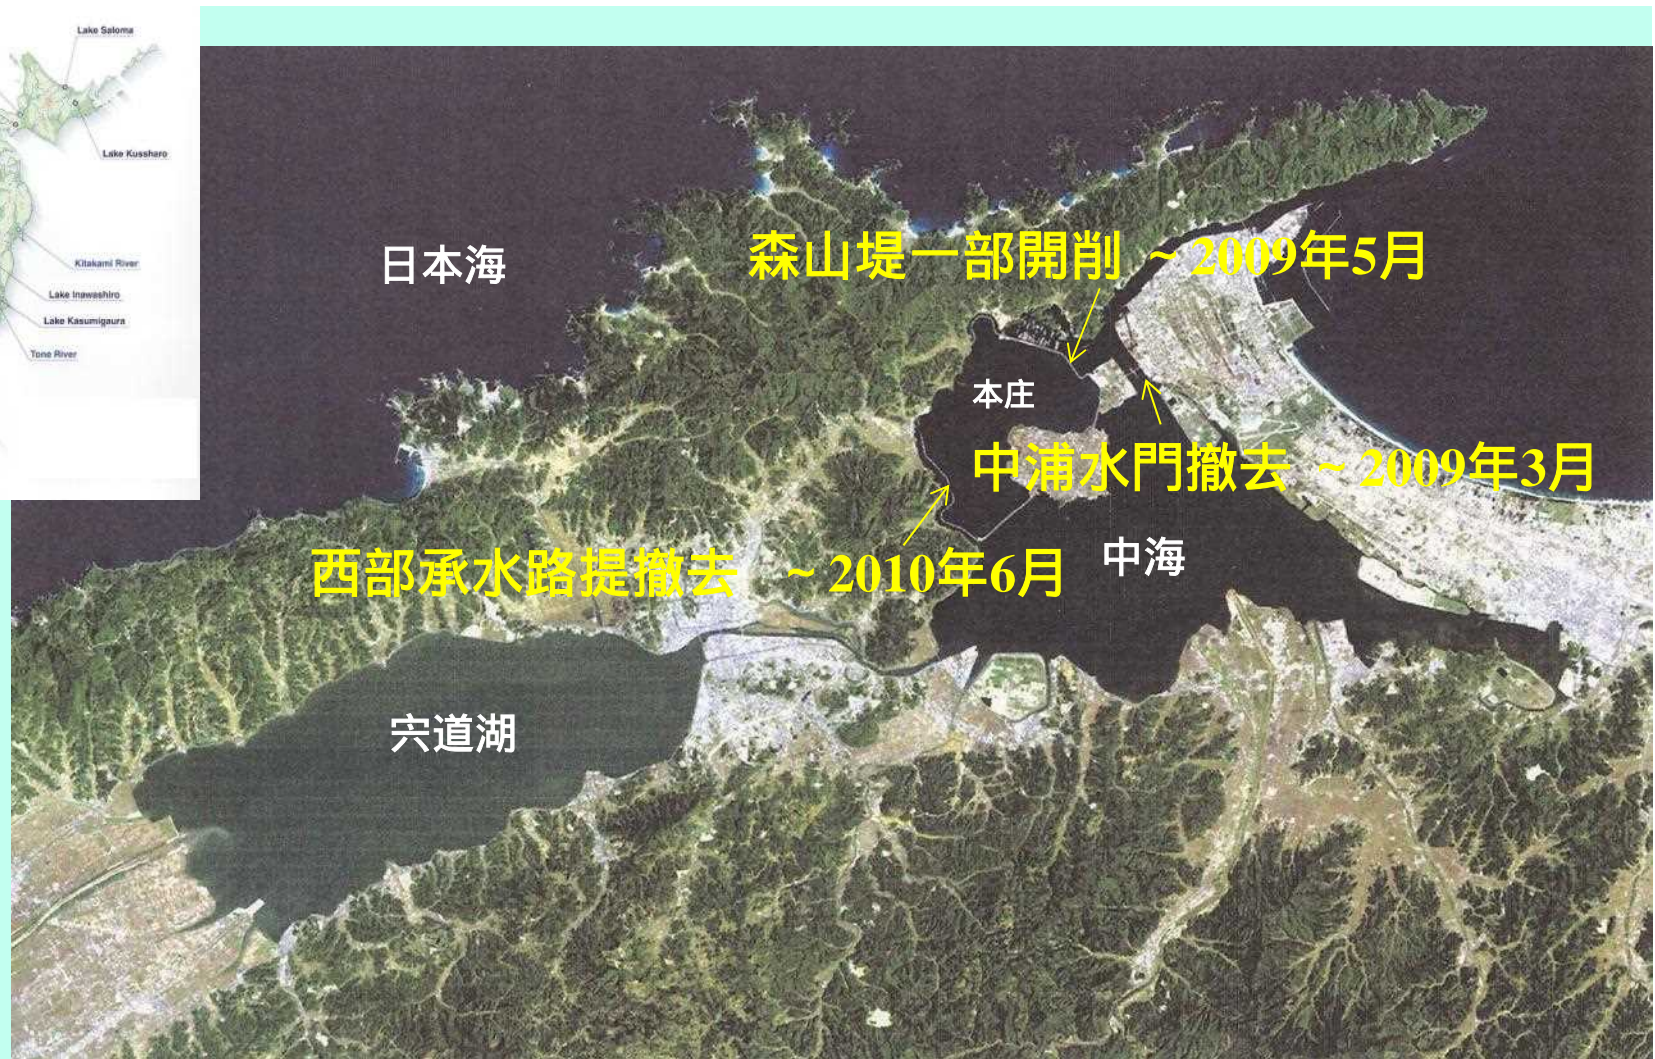 Lake Saloma
Lake Kussharo
Kitakami River
Lake Inawashiro
Lake Kasumigaura
Tone River
日本海
森山堤一部開削 ~ 2009年5月
本庄
中浦水門撤去 ~ 2009年3月
西部承水路提撤去 ~ 2010年6月
中海
宍道湖